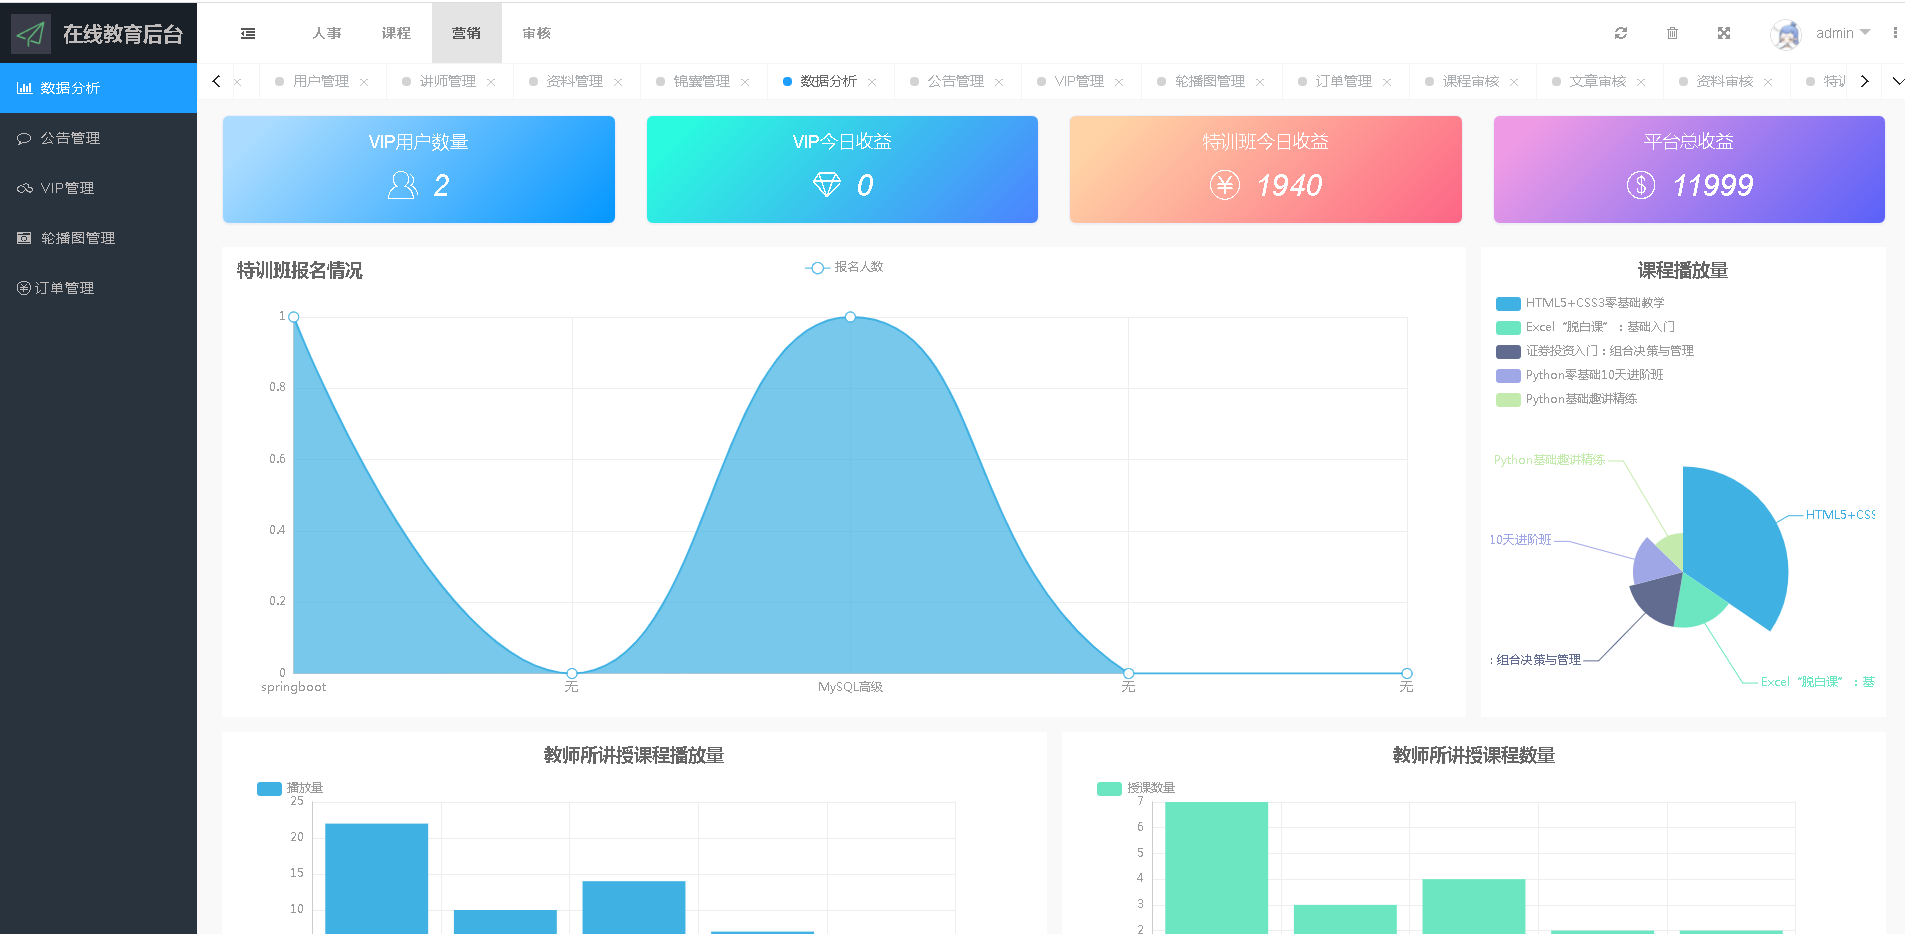 在线教育后台
人事 课程 营销 审核
admin
数据分析
公告管理
VIP管理
轮播图管理
订单管理
用户管理 讲师管理 资料管理 锦囊管理 数据分析 公告管理 VIP管理 轮播图管理 订单管理 课程审核 文章审核 资料审核 特训
VIP用户数量
2
VIP今日收益
0
特训班今日收益
1940
平台总收益
11999
特训班报名情况
报名人数
1
0.8
0.6
0.4
0.2
0
springboot 无 MySQL高级 无 无
课程播放量
HTML5+CSS3零基础教学
Excel“脱白课”：基础入门
证券投资入门：组合决策与管理
Python零基础10天进阶班
Python基础趣讲精练
Python基础趣讲精练
HTML5+CSS
10天进阶班
：组合决策与管理
Excel“脱白课”：基
教师所讲授课程播放量
播放量
25
20
15
10
教师所讲授课程数量
授课数量
7
6
5
4
3
2